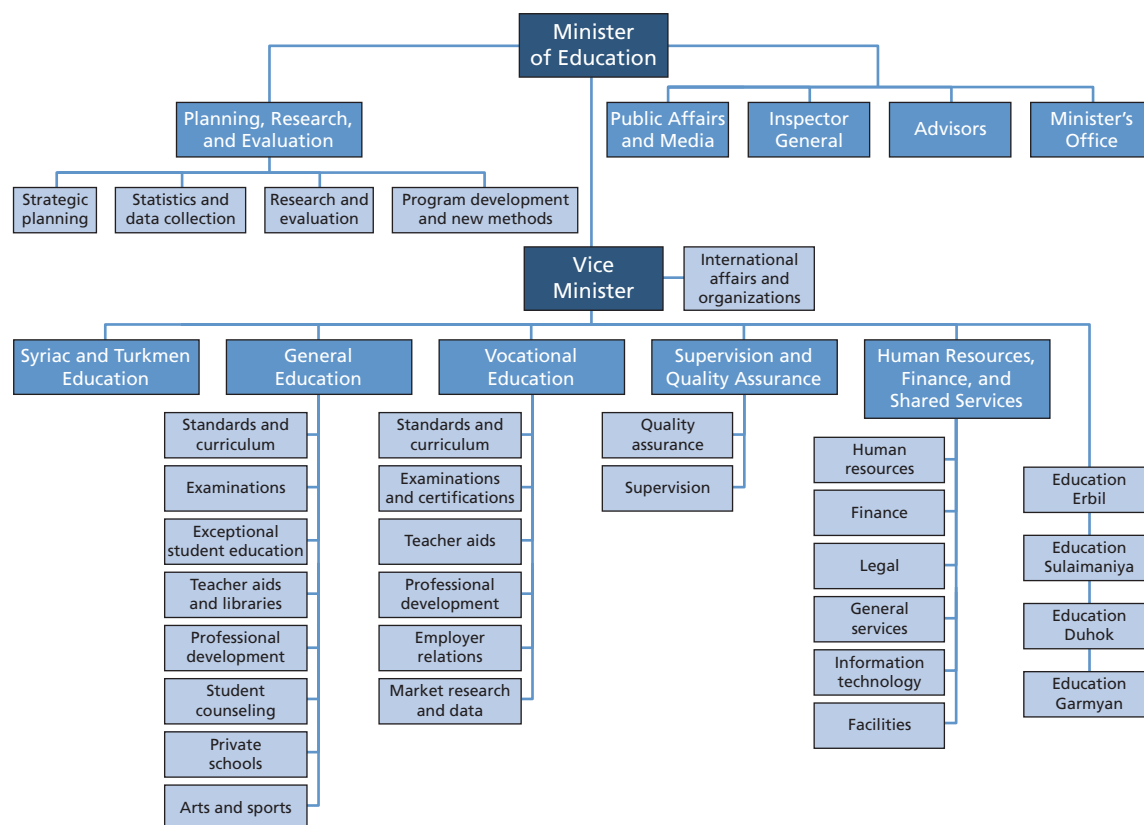 Minister
of Education
Planning, Research,
and Evaluation
Public Affairs
and Media
Inspector
General
Advisors
Minister’s
Office
Strategic
planning
Statistics and
data collection
Research and
evaluation
Program development
and new methods
Vice
Minister
International
affairs and
organizations
Syriac and Turkmen
Education
General
Education
Vocational
Education
Supervision and
Quality Assurance
Human Resources,
Finance, and
Shared Services
Standards and
curriculum
Examinations
Exceptional
student education
Teacher aids
and libraries
Professional
development
Student
counseling
Private
schools
Arts and sports
Standards and
curriculum
Examinations
and certifications
Teacher aids
Professional
development
Employer
relations
Market research
and data
Quality
assurance
Supervision
Human
resources
Finance
Legal
General
services
Information
technology
Facilities
Education
Erbil
Education
Sulaimaniya
Education
Duhok
Education
Garmyan